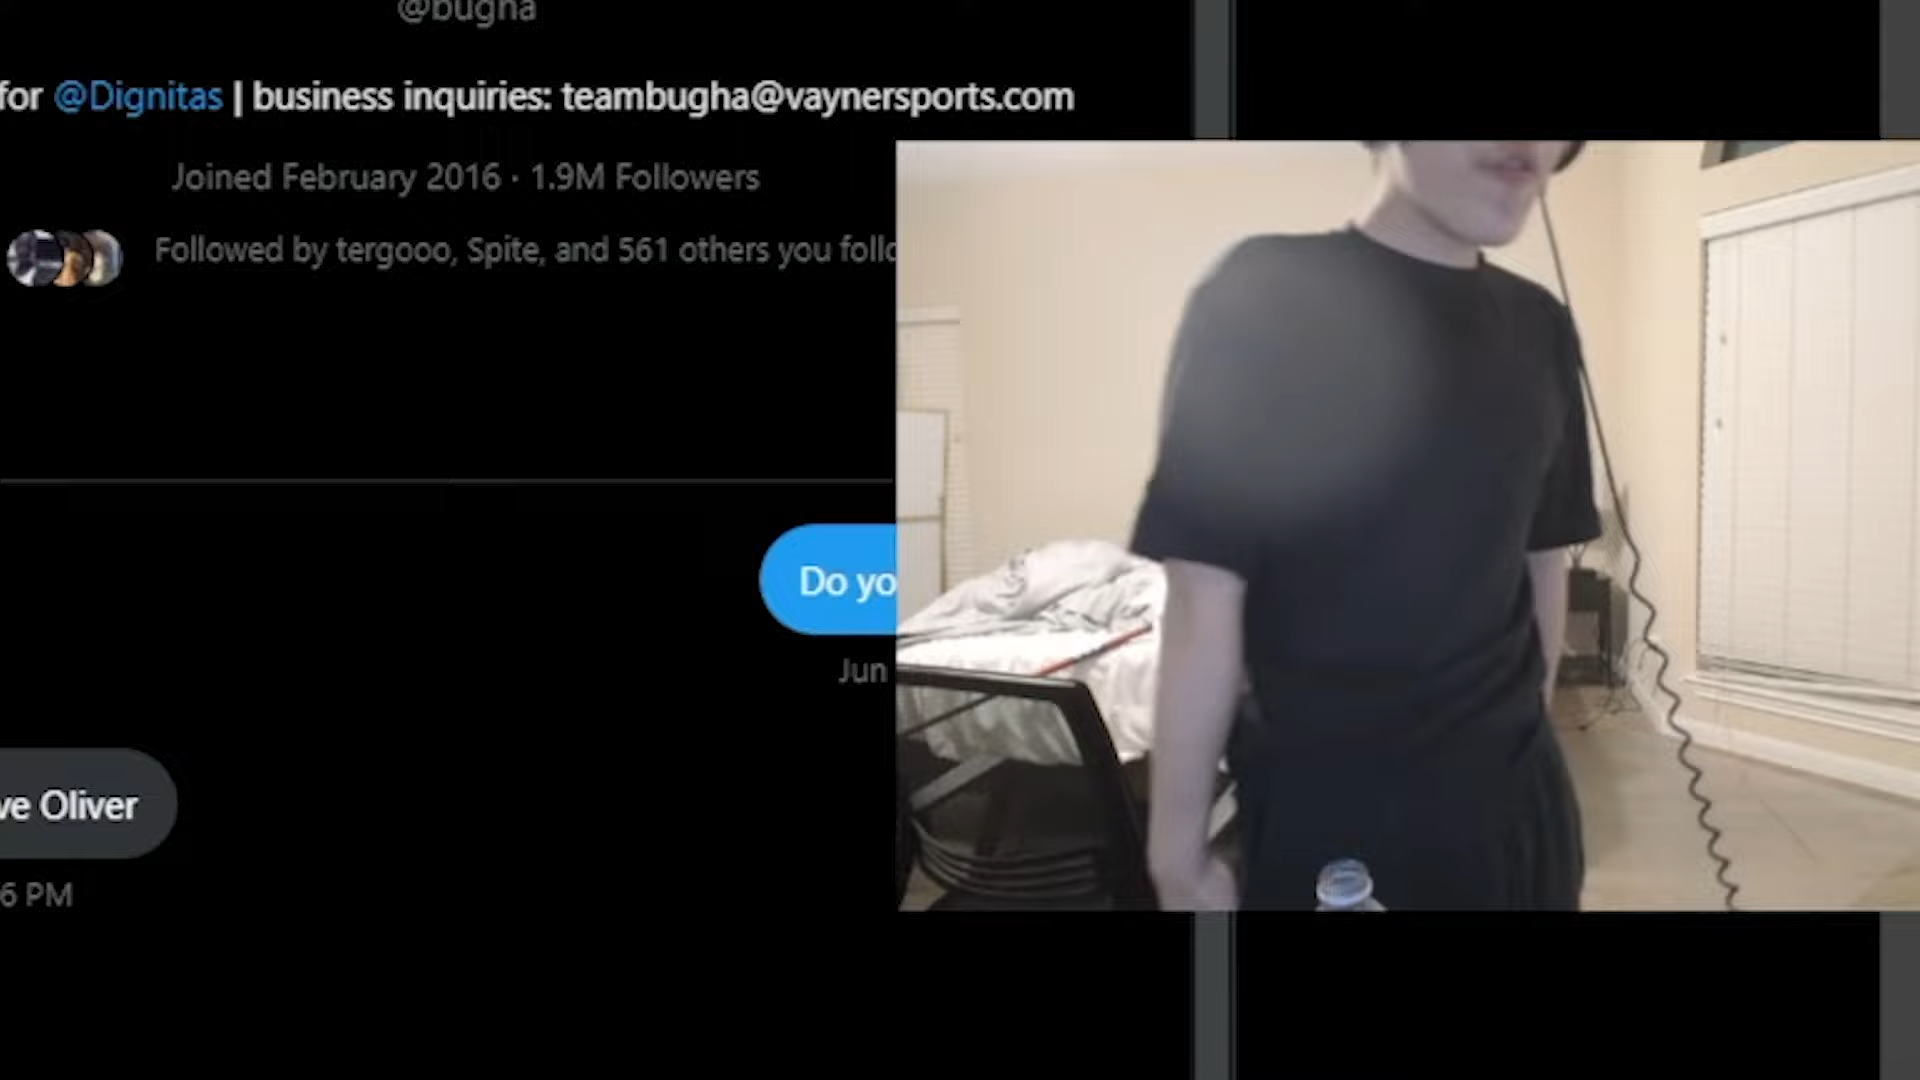 @bugha
for @Dignitas | business inquiries: teambugha@vaynersports.com
Joined February 2016 · 1.9M Followers
Followed by tergooo, Spite, and 561 others you follo
Do yo
Jun
ve Oliver
6 PM